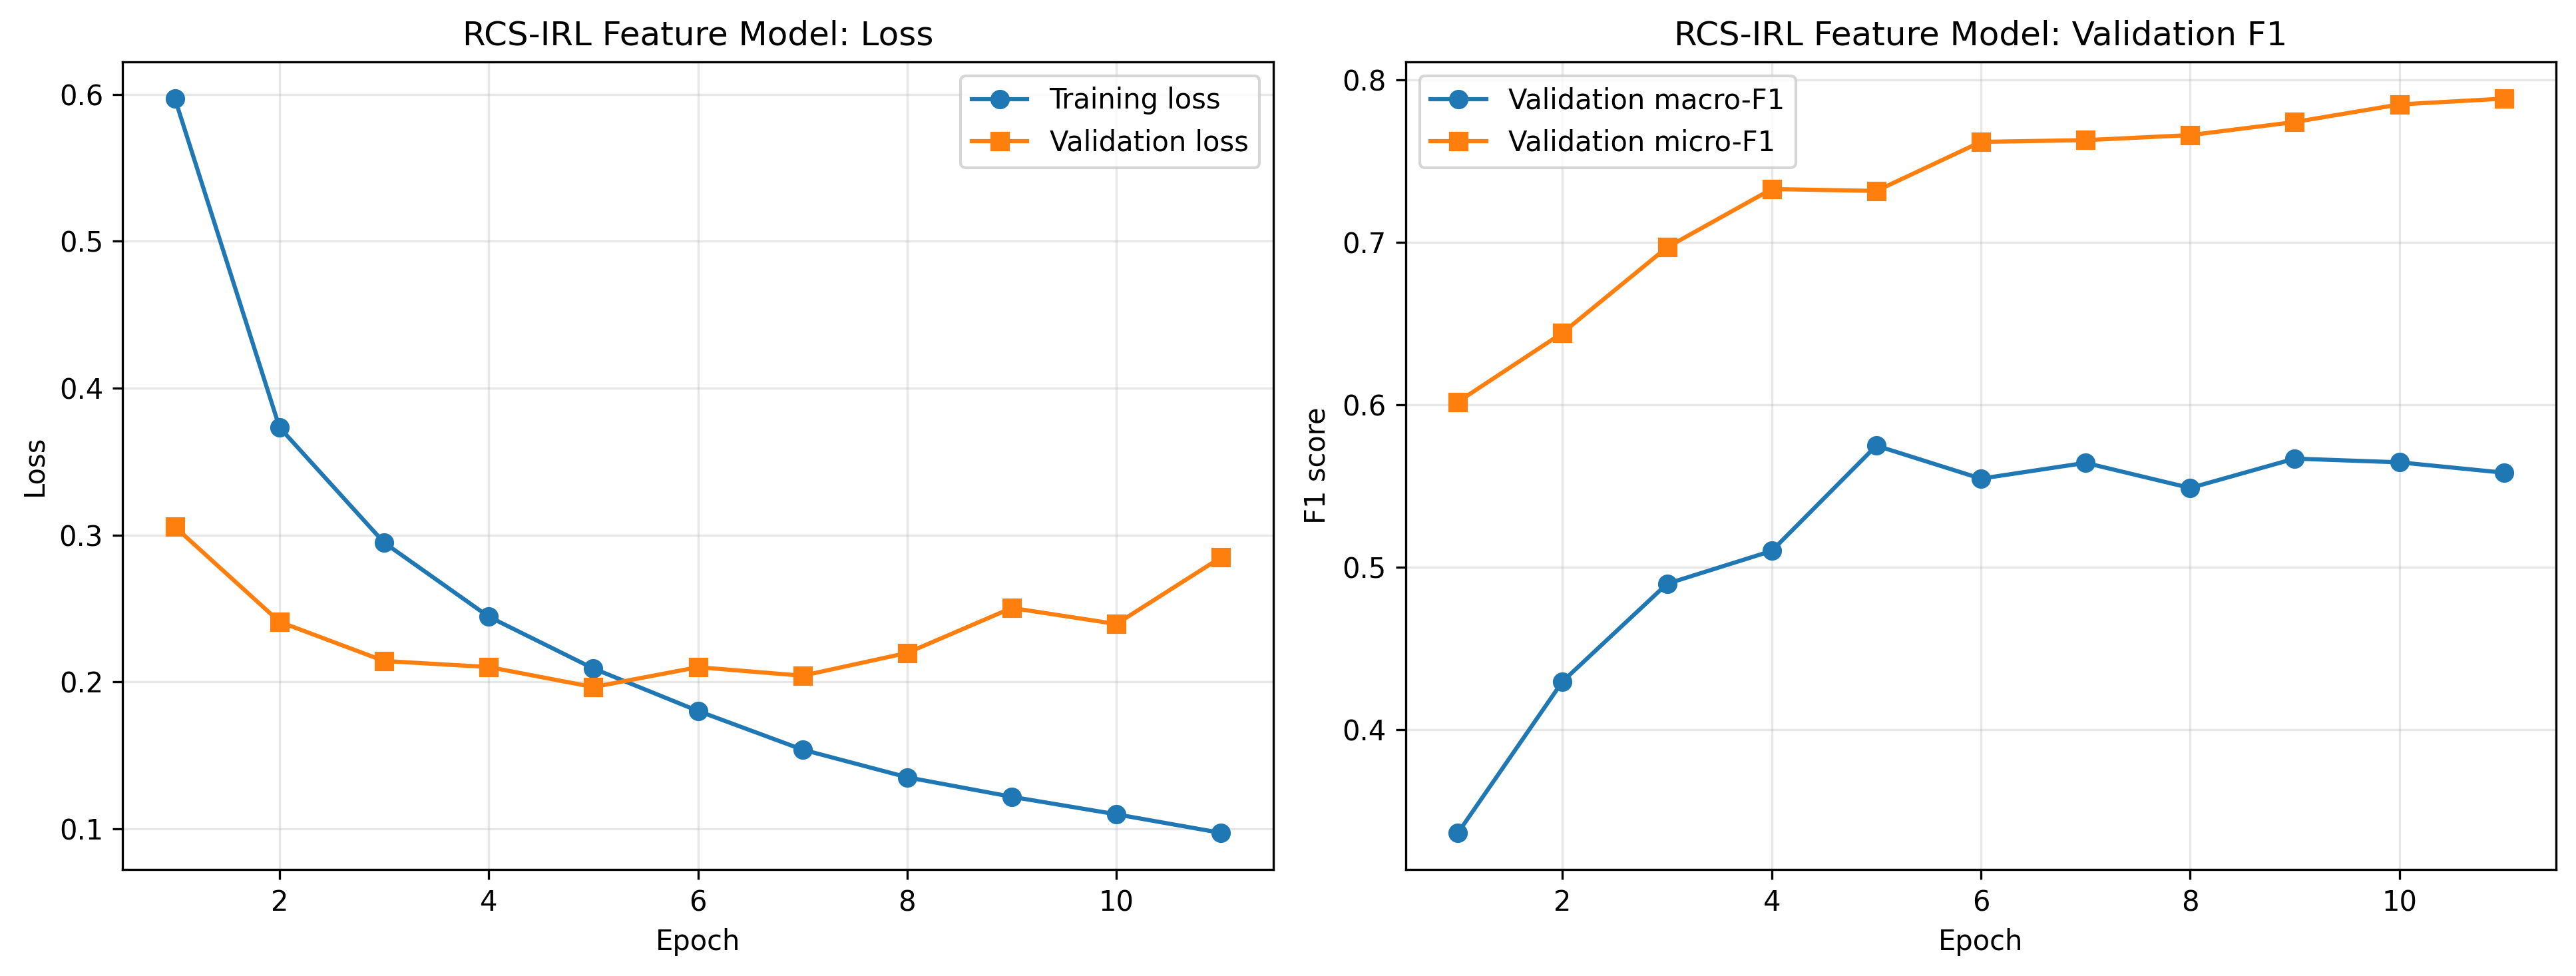 RCS-IRL Feature Model: Loss
Training loss
Validation loss
0.6
0.5
0.4
0.3
0.2
0.1
Loss
2 4 6 8 10
Epoch
RCS-IRL Feature Model: Validation F1
Validation macro-F1
Validation micro-F1
0.8
0.7
0.6
0.5
0.4
F1 score
2 4 6 8 10
Epoch